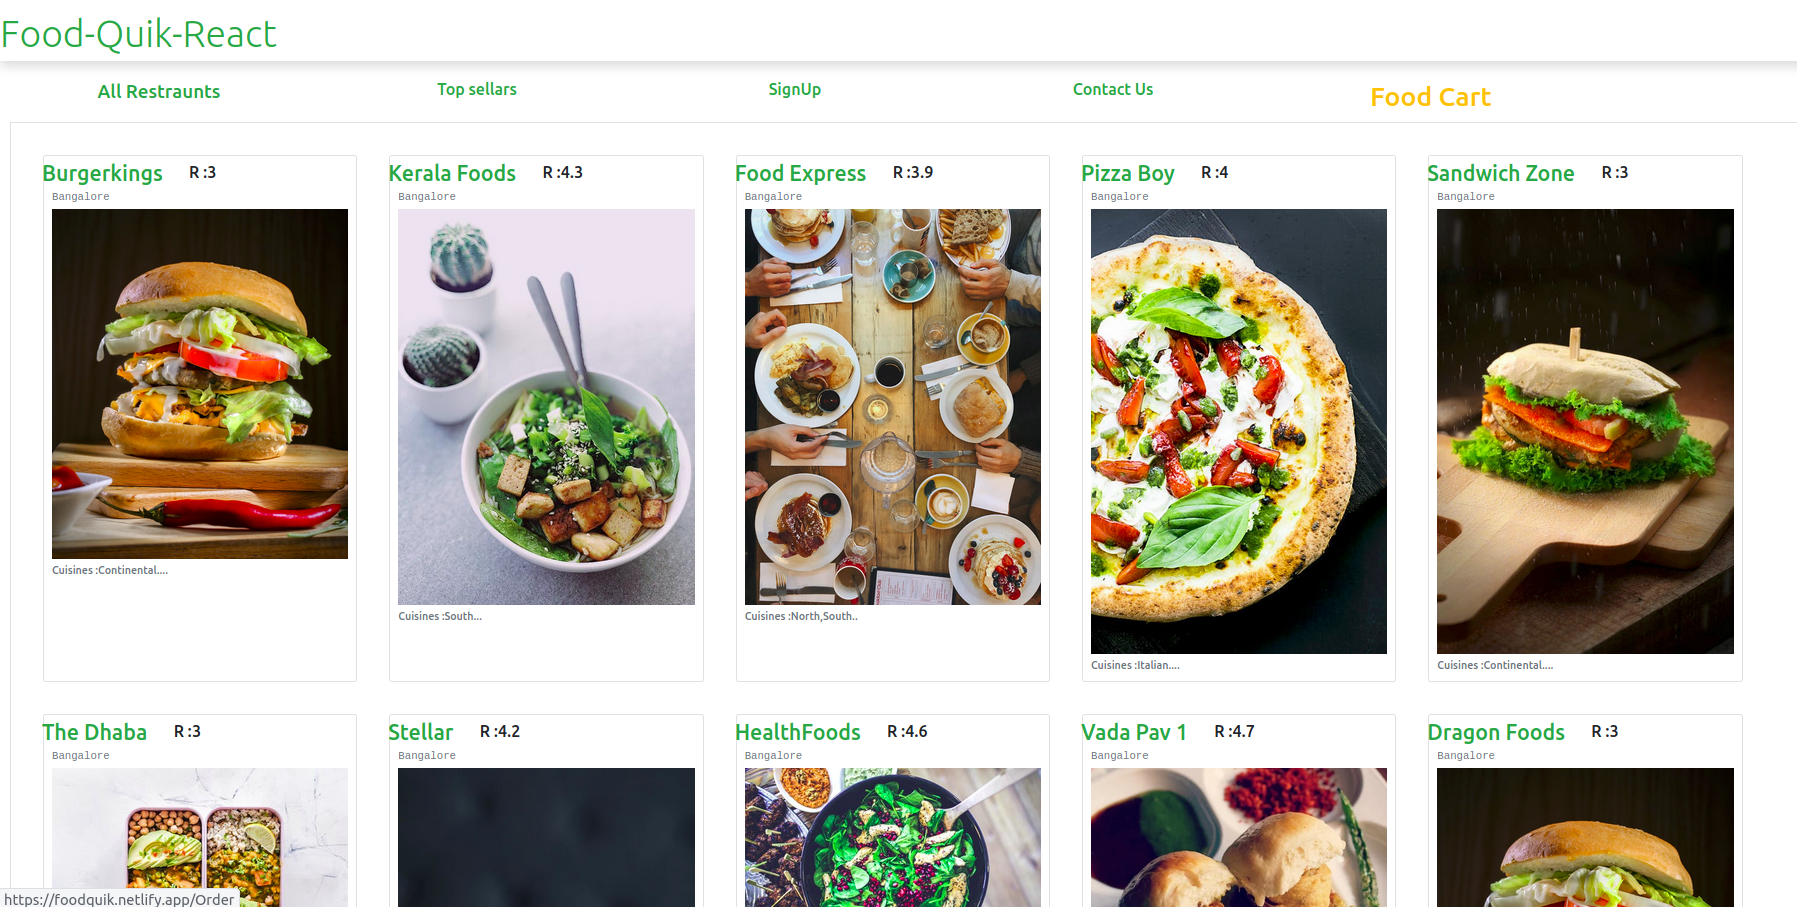 Food-Quik-React
All Restraunts Top sellars SignUp Contact Us Food Cart
Burgerkings R :3 Kerala Foods R :4.3 Food Express R :3.9 Pizza Boy R :4 Sandwich Zone R :3
Bangalore Bangalore Bangalore Bangalore Bangalore
Cuisines :Continental.... Cuisines :South... Cuisines :North,South.. Cuisines :Italian.... Cuisines :Continental....
The Dhaba R :3 Stellar R :4.2 HealthFoods R :4.6 Vada Pav 1 R :4.7 Dragon Foods R :3
Bangalore Bangalore Bangalore Bangalore Bangalore
https://foodquik.netlify.app/Order